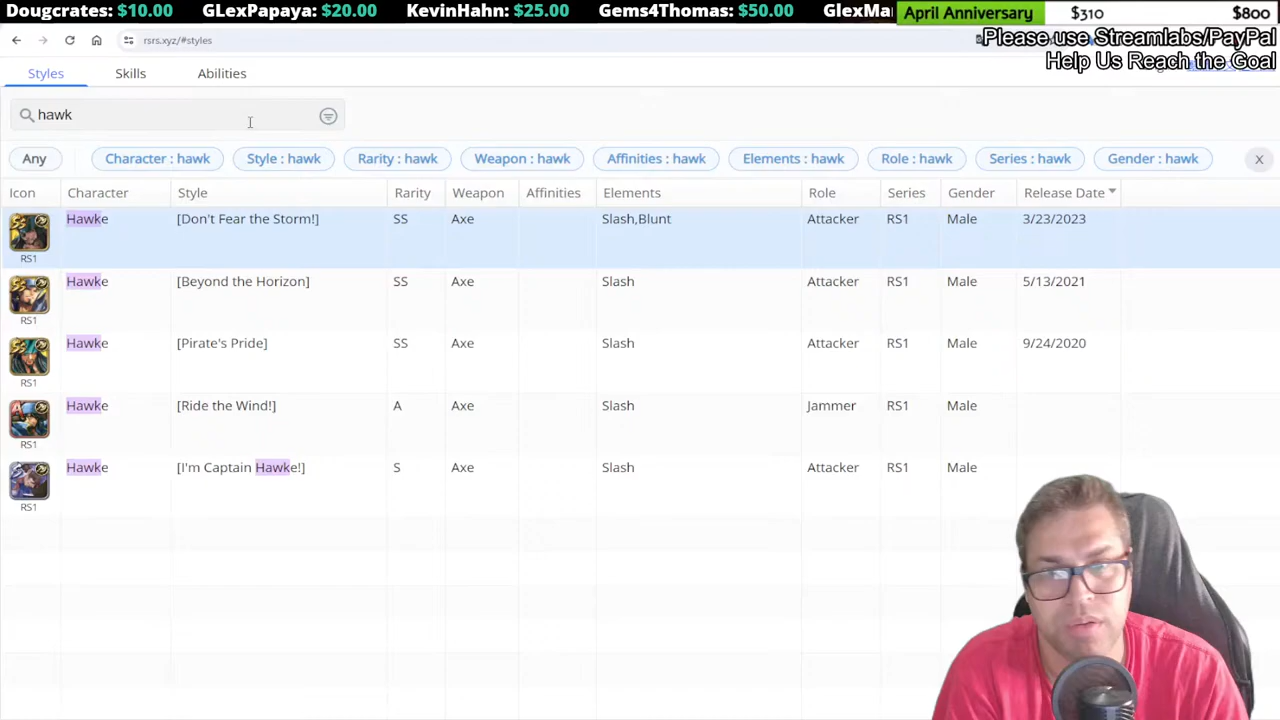 Dougcrates: $10.00 GLexPapaya: $20.00 KevinHahn: $25.00 Gems4Thomas: $50.00 GlexMa
April Anniversary $310 $800
Please use Streamlabs/PayPal
Help Us Reach the Goal
rsrs.xyz/#styles
Styles Skills Abilities
hawk
Any Character : hawk Style : hawk Rarity : hawk Weapon : hawk Affinities : hawk Elements : hawk Role : hawk Series : hawk Gender : hawk X
Icon Character Style Rarity Weapon Affinities Elements Role Series Gender Release Date
SS Hawke [Don't Fear the Storm!] SS Axe Slash,Blunt Attacker RS1 Male 3/23/2023
RS1
SS Hawke [Beyond the Horizon] SS Axe Slash Attacker RS1 Male 5/13/2021
RS1
SS Hawke [Pirate's Pride] SS Axe Slash Attacker RS1 Male 9/24/2020
RS1
A Hawke [Ride the Wind!] A Axe Slash Jammer RS1 Male
RS1
S Hawke [I'm Captain Hawke!] S Axe Slash Attacker RS1 Male
RS1